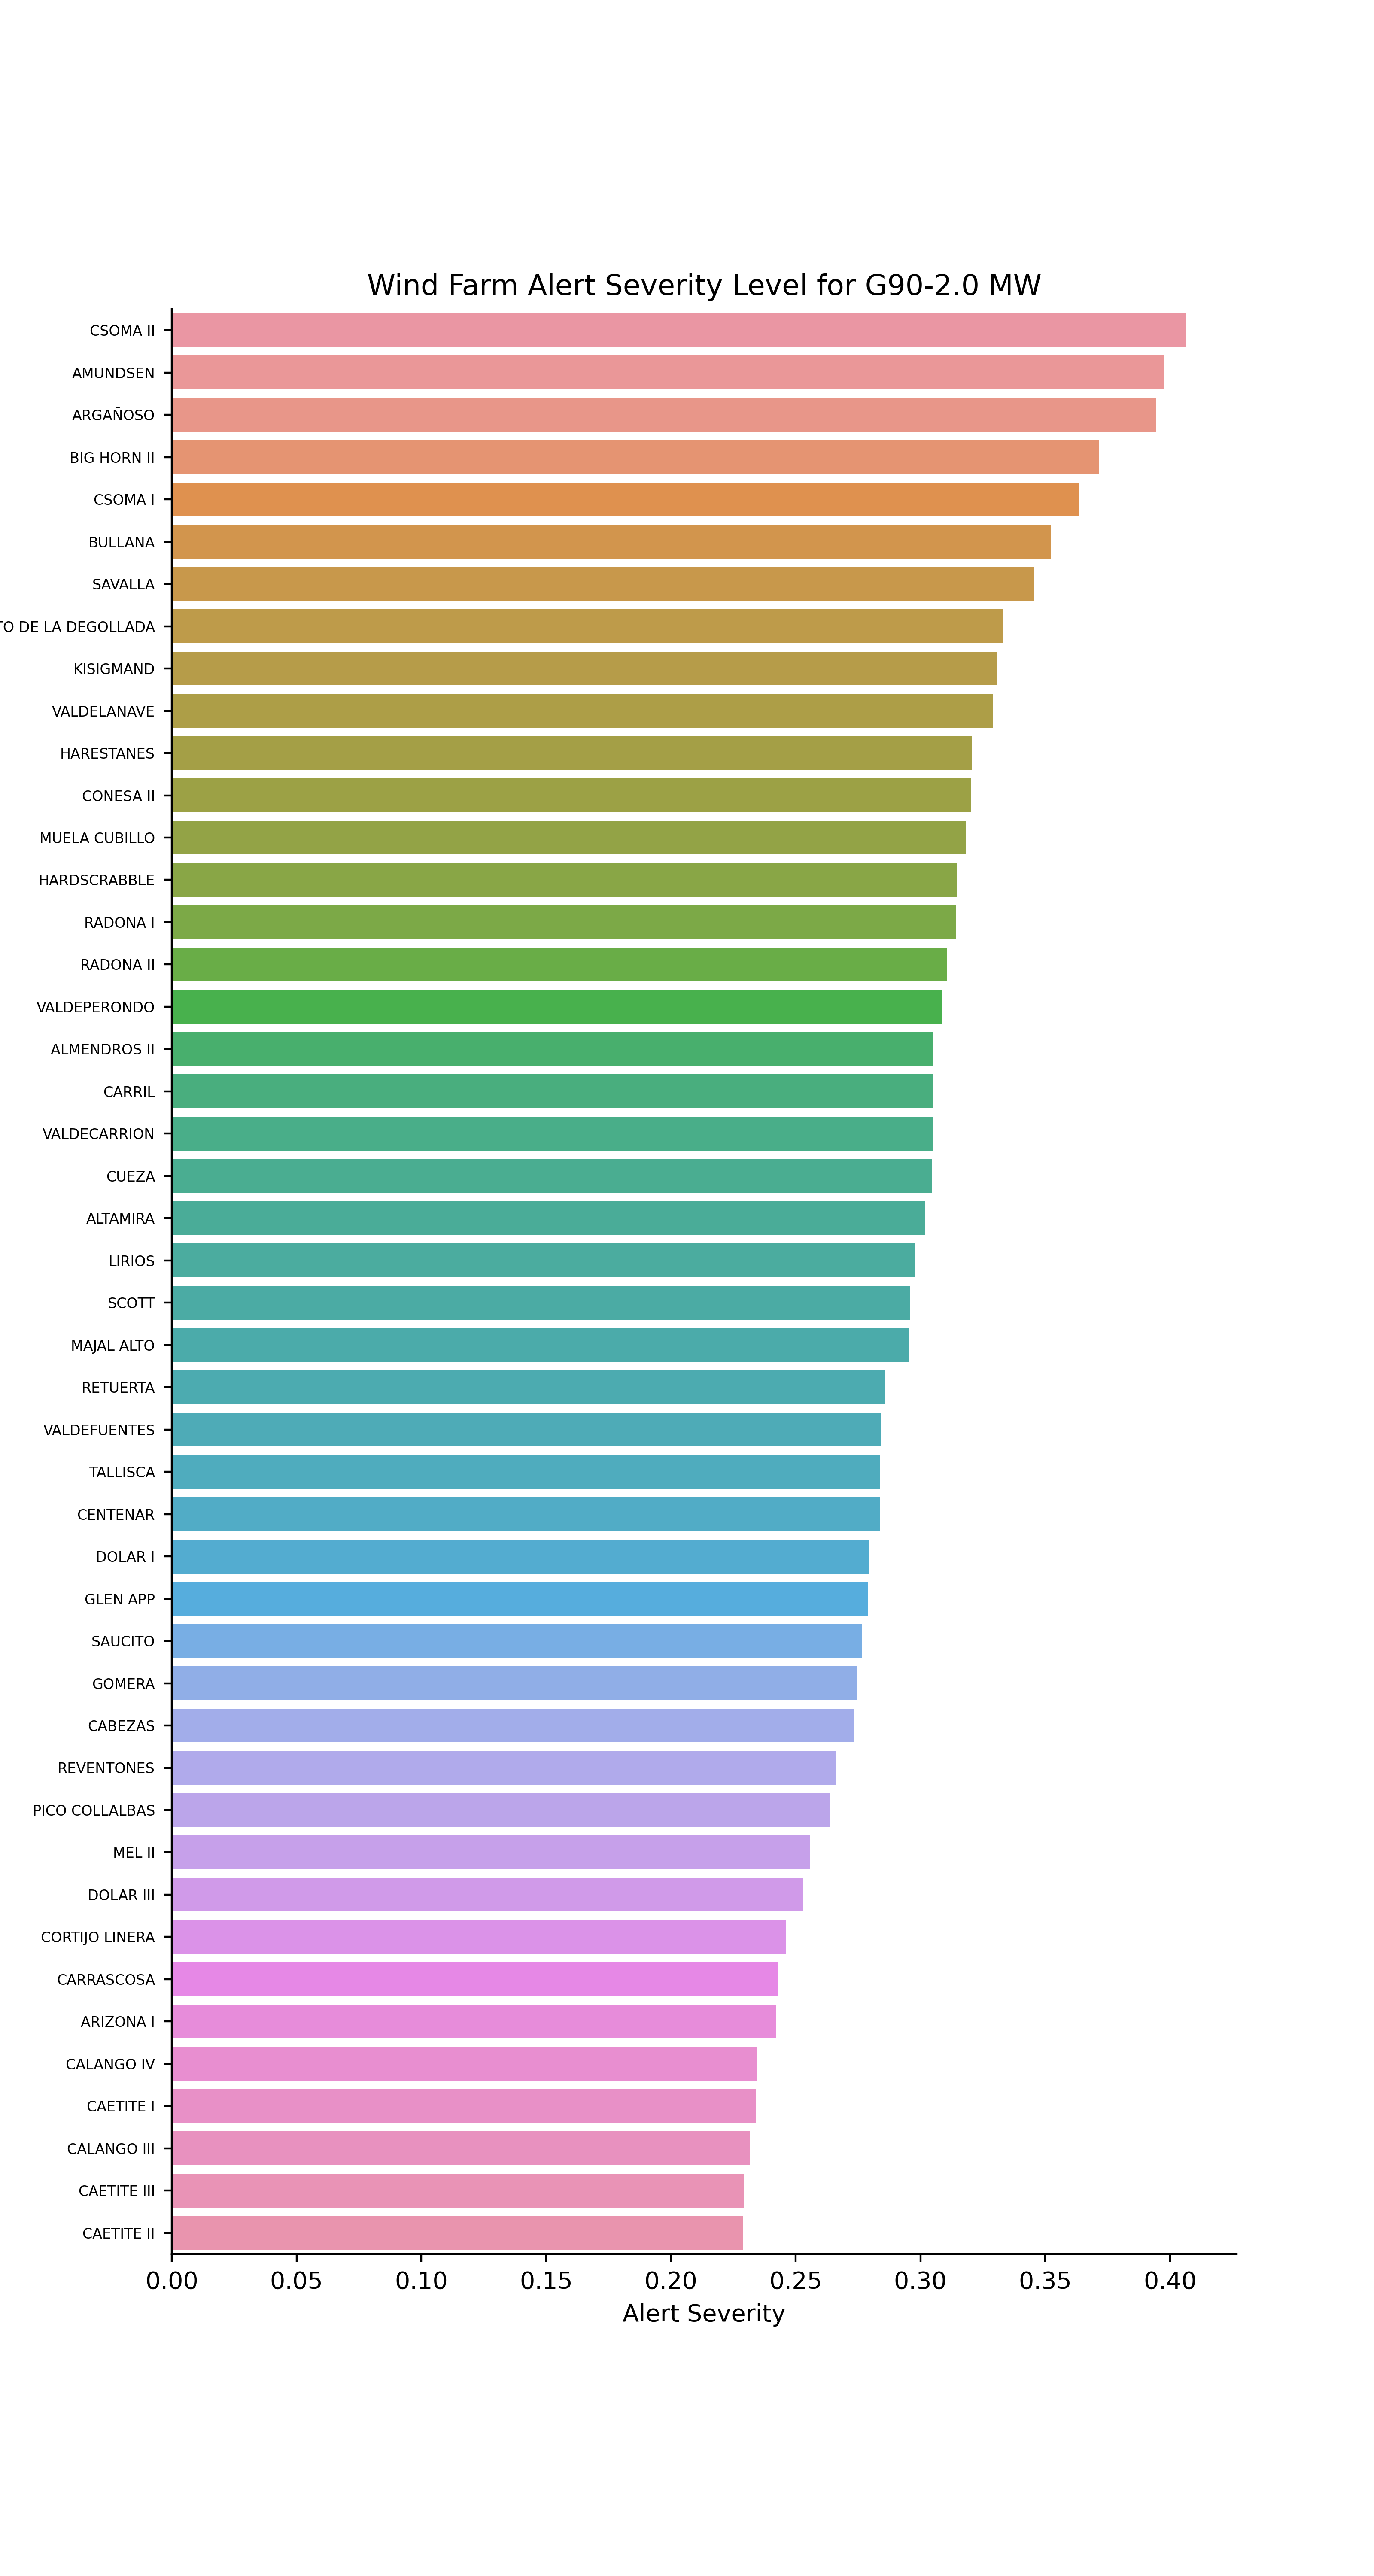 Wind Farm Alert Severity Level for G90-2.0 MW
CSOMA II
AMUNDSEN
ARGAÑOSO
BIG HORN II
CSOMA I
BULLANA
SAVALLA
TO DE LA DEGOLLADA
KISIGMAND
VALDELANAVE
HARESTANES
CONESA II
MUELA CUBILLO
HARDSCRABBLE
RADONA I
RADONA II
VALDEPERONDO
ALMENDROS II
CARRIL
VALDECARRION
CUEZA
ALTAMIRA
LIRIOS
SCOTT
MAJAL ALTO
RETUERTA
VALDEFUENTES
TALLISCA
CENTENAR
DOLAR I
GLEN APP
SAUCITO
GOMERA
CABEZAS
REVENTONES
PICO COLLALBAS
MEL II
DOLAR III
CORTIJO LINERA
CARRASCOSA
ARIZONA I
CALANGO IV
CAETITE I
CALANGO III
CAETITE III
CAETITE II
0.00 0.05 0.10 0.15 0.20 0.25 0.30 0.35 0.40
Alert Severity